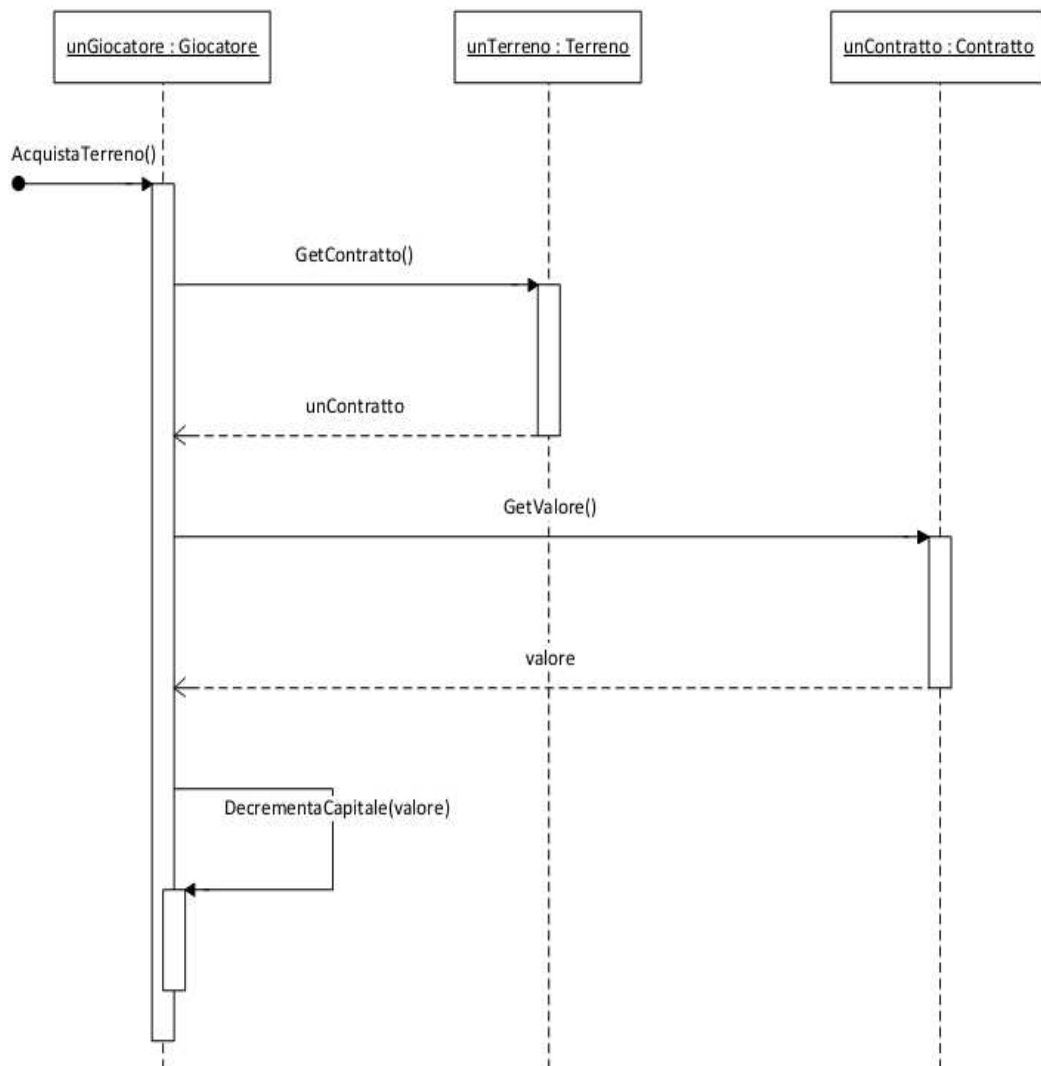 unGiocatore : Giocatore
unTerreno : Terreno
unContratto : Contratto
AcquistaTerreno()
GetContratto()
unContratto
GetValore()
valore
DecrementaCapitale(valore)